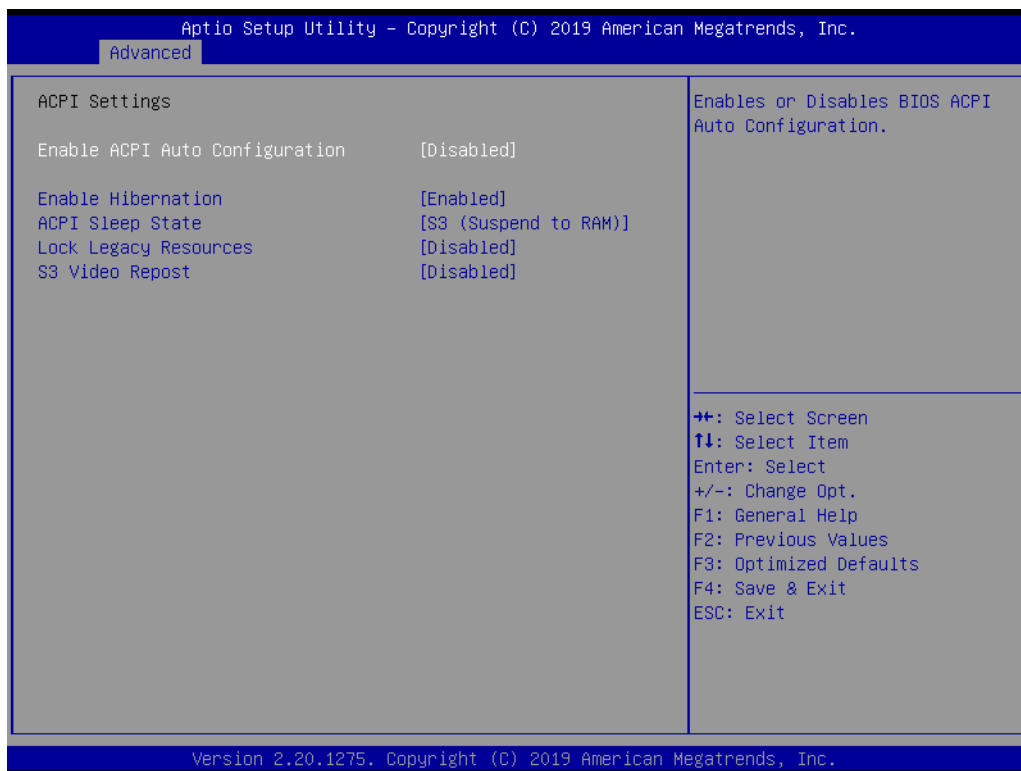 Aptio Setup Utility – Copyright (C) 2019 American Megatrends, Inc.
Advanced
ACPI Settings
Enable ACPI Auto Configuration [Disabled]
Enable Hibernation [Enabled]
ACPI Sleep State [S3 (Suspend to RAM)]
Lock Legacy Resources [Disabled]
S3 Video Repost [Disabled]
Enables or Disables BIOS ACPI
Auto Configuration.
→←: Select Screen
↑↓: Select Item
Enter: Select
+/-: Change Opt.
F1: General Help
F2: Previous Values
F3: Optimized Defaults
F4: Save & Exit
ESC: Exit
Version 2.20.1275. Copyright (C) 2019 American Megatrends, Inc.